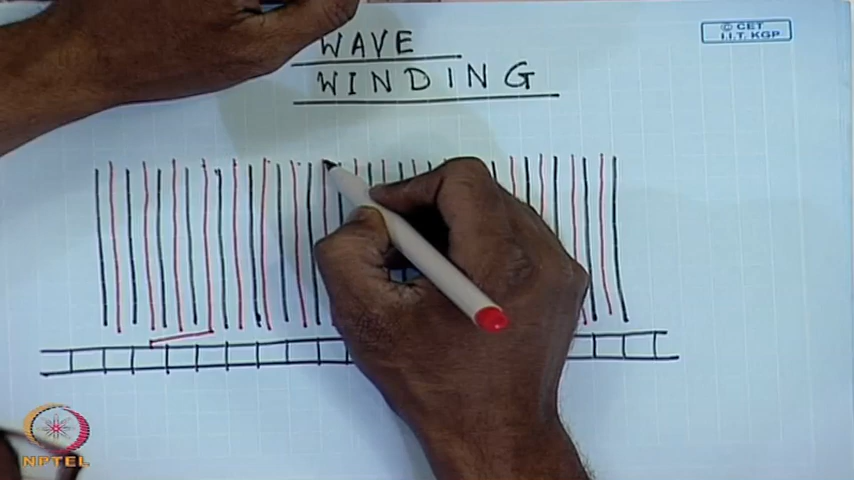 WAVE
WINDING
© CET
I.I.T. KGP
NPTEL